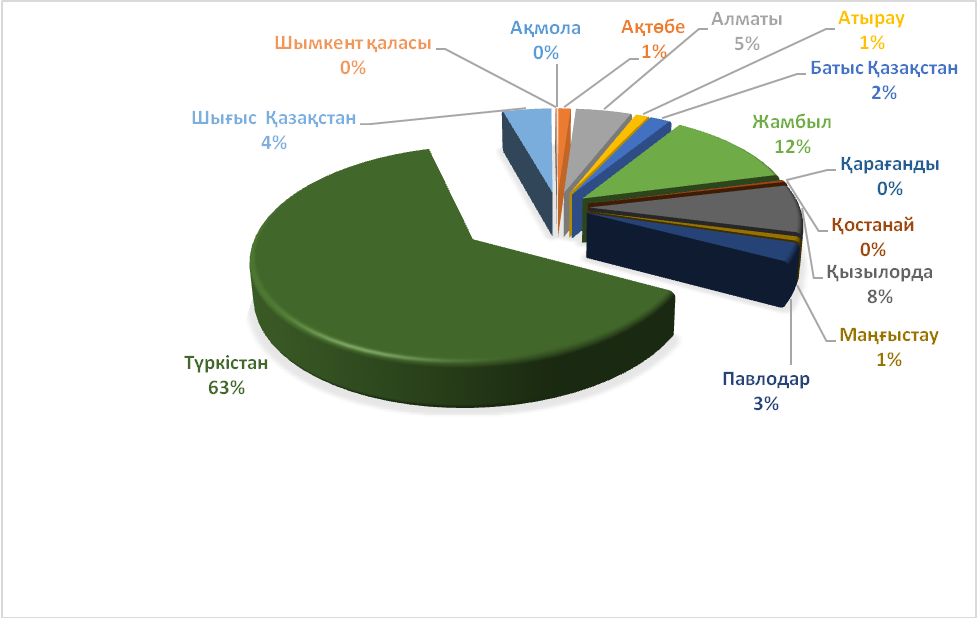 Ақмола
0%
Ақтөбе
1%
Алматы
5%
Атырау
1%
Батыс Қазақстан
2%
Жамбыл
12%
Қарағанды
0%
Қостанай
0%
Қызылорда
8%
Маңғыстау
1%
Павлодар
3%
Түркістан
63%
Шығыс Қазақстан
4%
Шымкент қаласы
0%